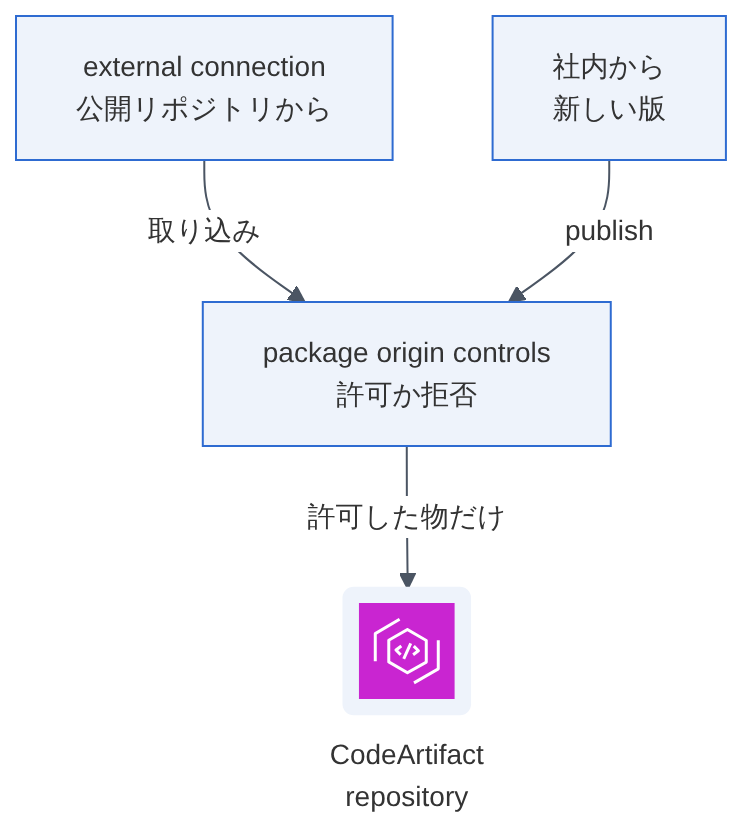 external connection
公開リポジトリから
社内から
新しい版
取り込み
publish
package origin controls
許可か拒否
許可した物だけ
CodeArtifact
repository